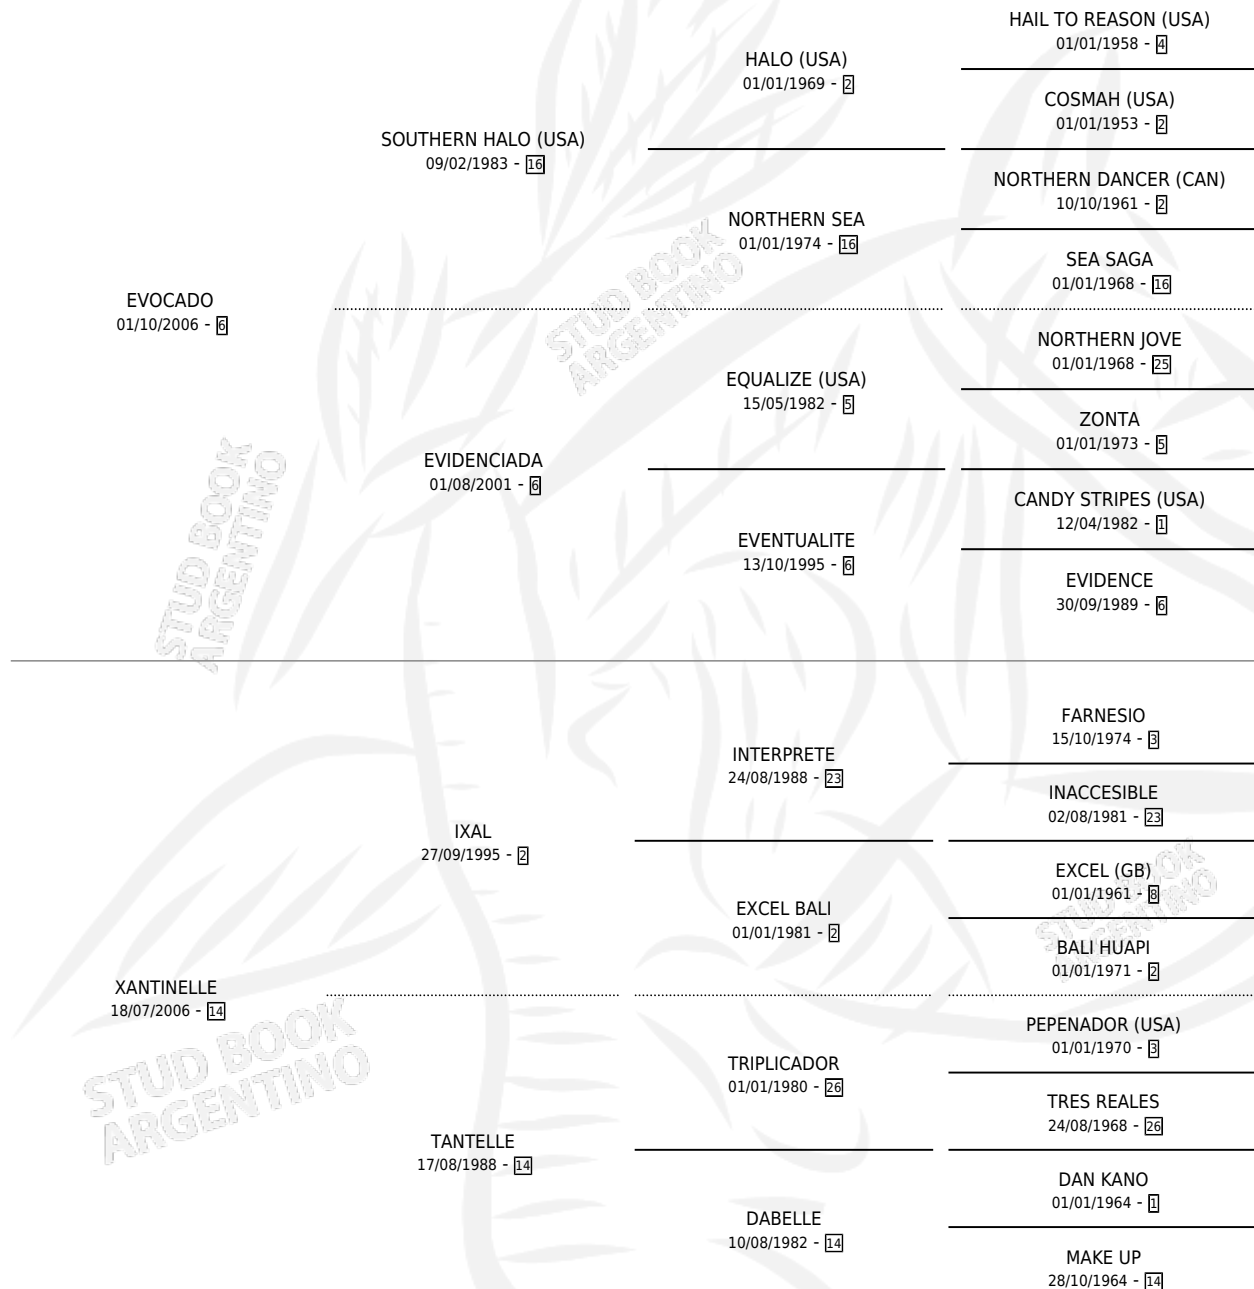 HAIL TO REASON (USA)
01/01/1958 - 4
HALO (USA)
01/01/1969 - 2
COSMAH (USA)
01/01/1953 - 2
SOUTHERN HALO (USA)
09/02/1983 - 16
NORTHERN DANCER (CAN)
10/10/1961 - 2
NORTHERN SEA
01/01/1974 - 16
SEA SAGA
01/01/1968 - 16
EVOCADO
01/10/2006 - 6
NORTHERN JOVE
01/01/1968 - 25
EQUALIZE (USA)
15/05/1982 - 5
ZONTA
01/01/1973 - 5
EVIDENCIADA
01/08/2001 - 6
CANDY STRIPES (USA)
12/04/1982 - 1
EVENTUALITE
13/10/1995 - 6
EVIDENCE
30/09/1989 - 6
STUD BOOK
ARGENTINO
STUD BOOK
ARGENTINO
FARNESIO
15/10/1974 - 3
INTERPRETE
24/08/1988 - 23
INACCESIBLE
02/08/1981 - 23
IXAL
27/09/1995 - 2
EXCEL (GB)
01/01/1961 - 8
EXCEL BALI
01/01/1981 - 2
BALI HUAPI
01/01/1971 - 2
XANTINELLE
18/07/2006 - 14
PEPENADOR (USA)
01/01/1970 - 3
TRIPLICADOR
01/01/1980 - 26
TRES REALES
24/08/1968 - 26
TANTELLE
17/08/1988 - 14
DAN KANO
01/01/1964 - 1
DABELLE
10/08/1982 - 14
MAKE UP
28/10/1964 - 14
STUD BOOK
ARGENTINO
STUD BOOK
ARGENTINO